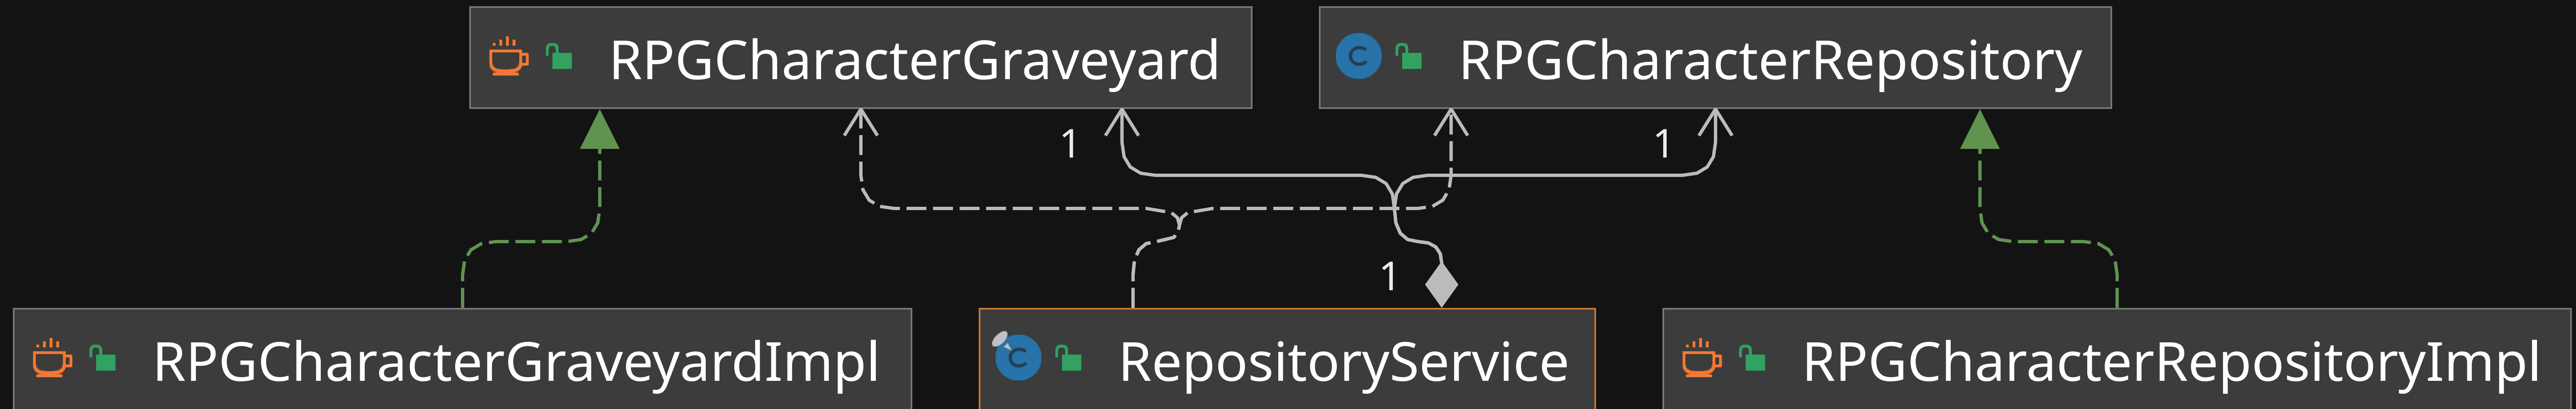 RPGCharacterGraveyard
C RPGCharacterRepository
1
1
1
RPGCharacterGraveyardImpl
C RepositoryService
RPGCharacterRepositoryImpl